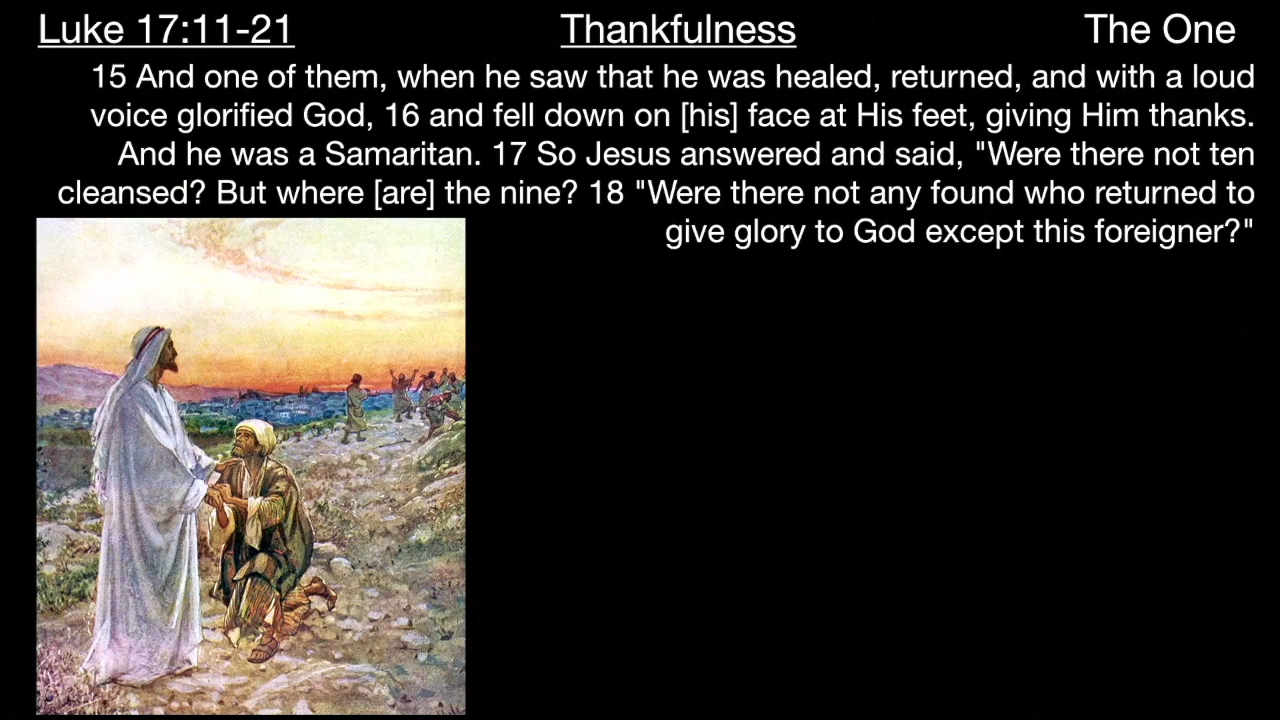 Luke 17:11-21 Thankfulness The One
15 And one of them, when he saw that he was healed, returned, and with a loud
voice glorified God, 16 and fell down on [his] face at His feet, giving Him thanks.
And he was a Samaritan. 17 So Jesus answered and said, "Were there not ten
cleansed? But where [are] the nine? 18 "Were there not any found who returned to
give glory to God except this foreigner?"